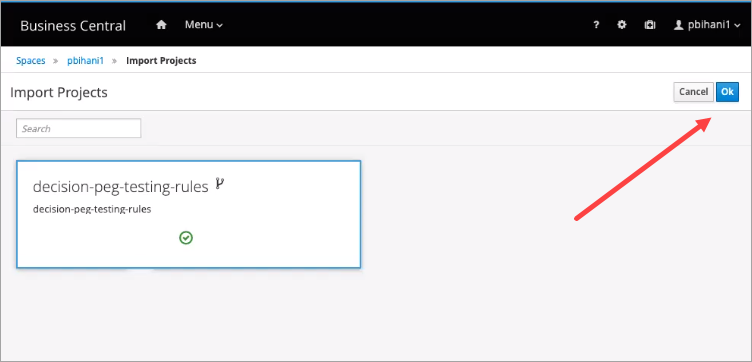 Business Central Menu ? pbihani1
Spaces » pbihani1 » Import Projects
Import Projects Cancel Ok
Search
decision-peg-testing-rules
decision-peg-testing-rules